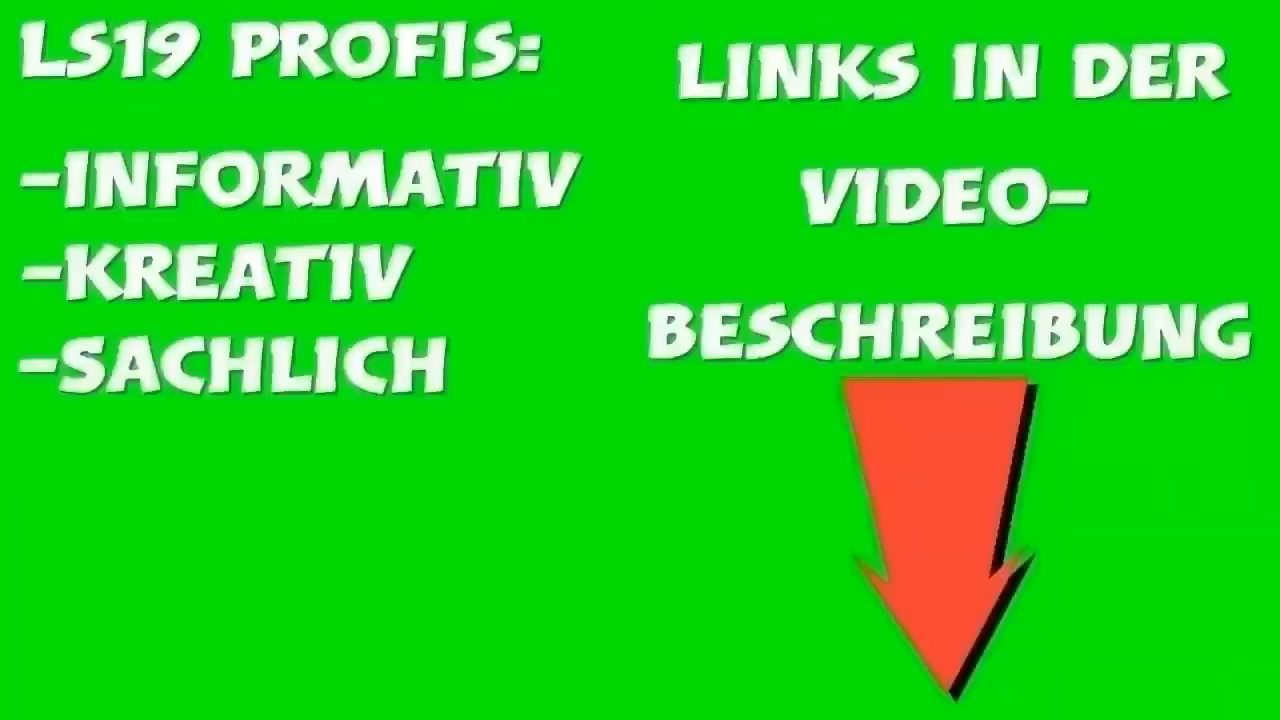 LS19 PROFIS:
-INFORMATIV
-KREATIV
-SACHLICH
LINKS IN DER
VIDEO-
BESCHREIBUNG